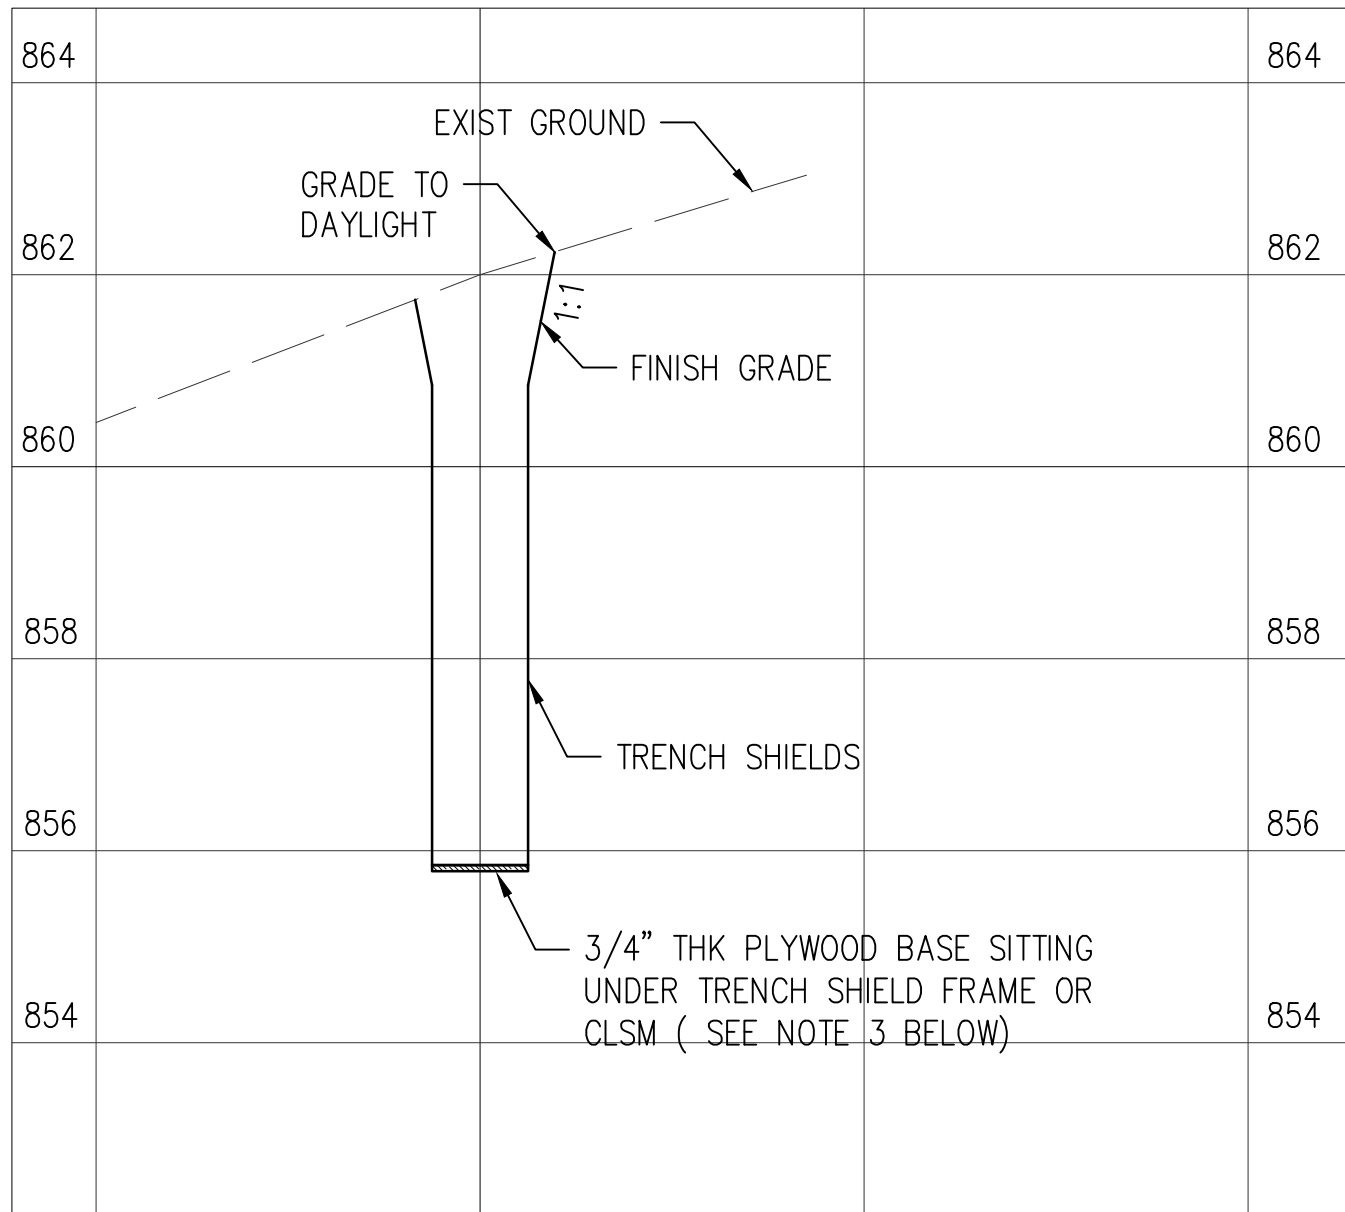 864 864
EXIST GROUND
GRADE TO
DAYLIGHT
862 862
1:1
FINISH GRADE
860 860
858 858
TRENCH SHIELDS
856 856
3/4” THK PLYWOOD BASE SITTING
UNDER TRENCH SHIELD FRAME OR
CLSM ( SEE NOTE 3 BELOW)
854 854